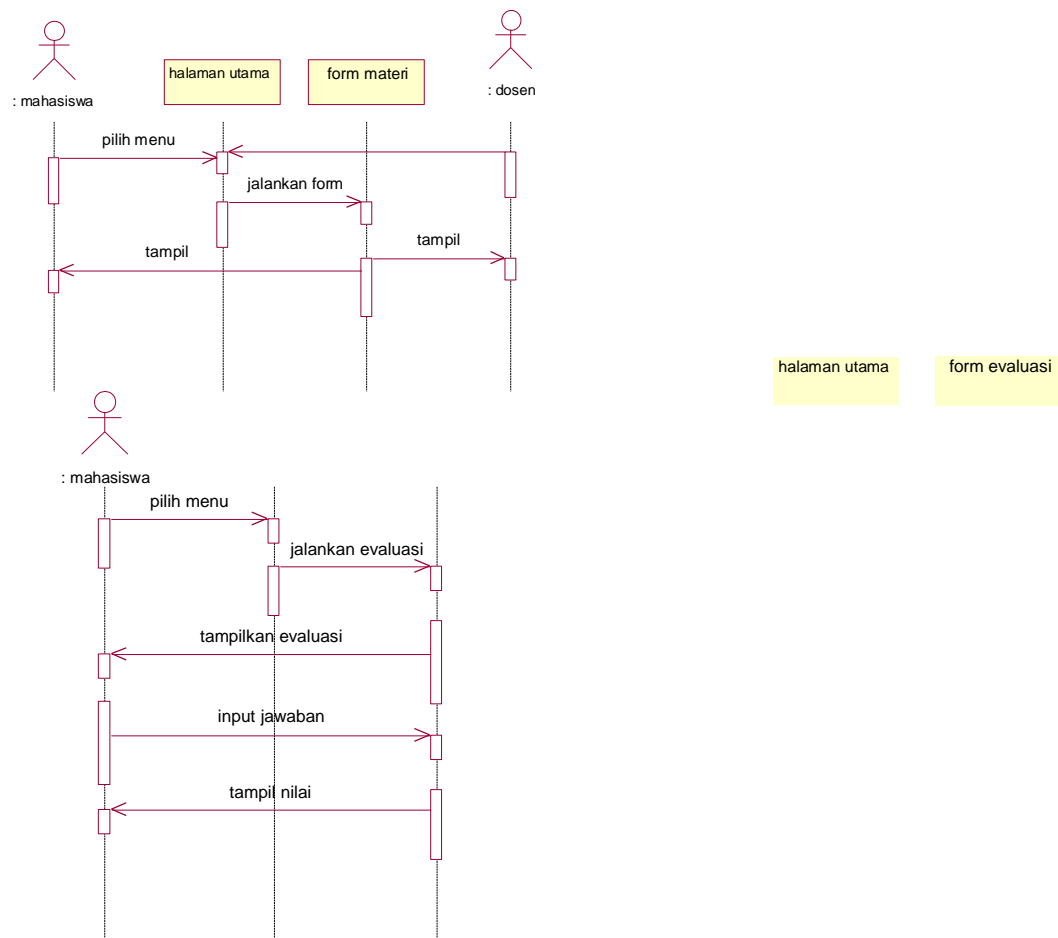 : mahasiswa
halaman utama
form materi
: dosen
pilih menu
jalankan form
tampil
tampil
halaman utama
form evaluasi
: mahasiswa
pilih menu
jalankan evaluasi
tampilkan evaluasi
input jawaban
tampil nilai